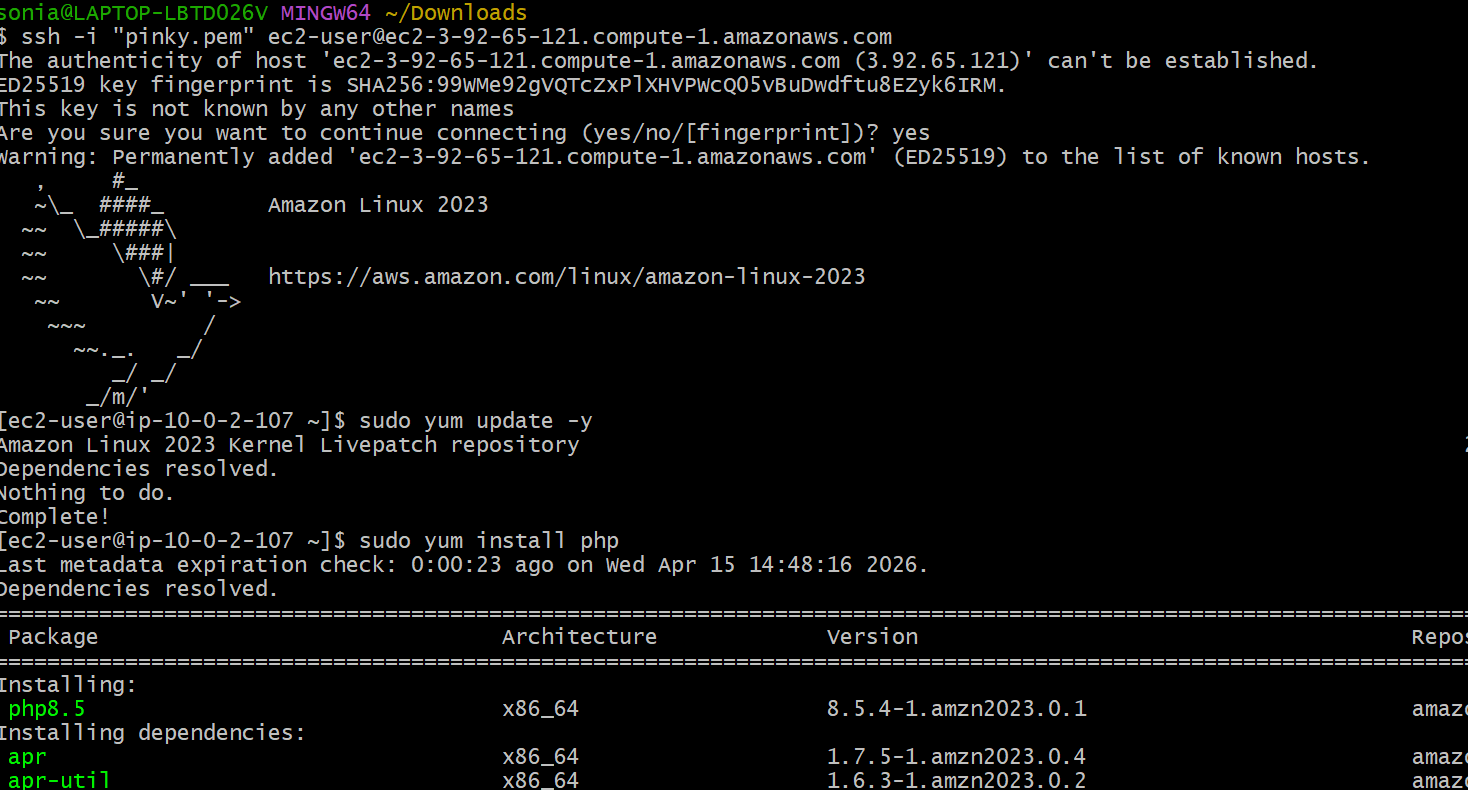 sonia@LAPTOP-LBTDO26V MINGW64 ~/Downloads
$ ssh -i "pinky.pem" ec2-user@ec2-3-92-65-121.compute-1.amazonaws.com
The authenticity of host 'ec2-3-92-65-121.compute-1.amazonaws.com (3.92.65.121)' can't be established.
ED25519 key fingerprint is SHA256:99WMe92gVQTcZxPlXHVPWcQO5vBuDwdftu8EZyk6IRM.
This key is not known by any other names
Are you sure you want to continue connecting (yes/no/[fingerprint])? yes
Warning: Permanently added 'ec2-3-92-65-121.compute-1.amazonaws.com' (ED25519) to the list of known hosts.
   ,     #_
   ~\_  ####_        Amazon Linux 2023
  ~~  \_#####\
  ~~     \###|
  ~~       \#/ ___   https://aws.amazon.com/linux/amazon-linux-2023
   ~~       V~' '->
    ~~~         /
      ~~._.   _/
         _/ _/
       _/m/'
[ec2-user@ip-10-0-2-107 ~]$ sudo yum update -y
Amazon Linux 2023 Kernel Livepatch repository
Dependencies resolved.
Nothing to do.
Complete!
[ec2-user@ip-10-0-2-107 ~]$ sudo yum install php
Last metadata expiration check: 0:00:23 ago on Wed Apr 15 14:48:16 2026.
Dependencies resolved.
Package Architecture Version Repos
Installing:
php8.5 x86_64 8.5.4-1.amzn2023.0.1 amazo
Installing dependencies:
apr x86_64 1.7.5-1.amzn2023.0.4 amazo
apr-util x86_64 1.6.3-1.amzn2023.0.2 amazo